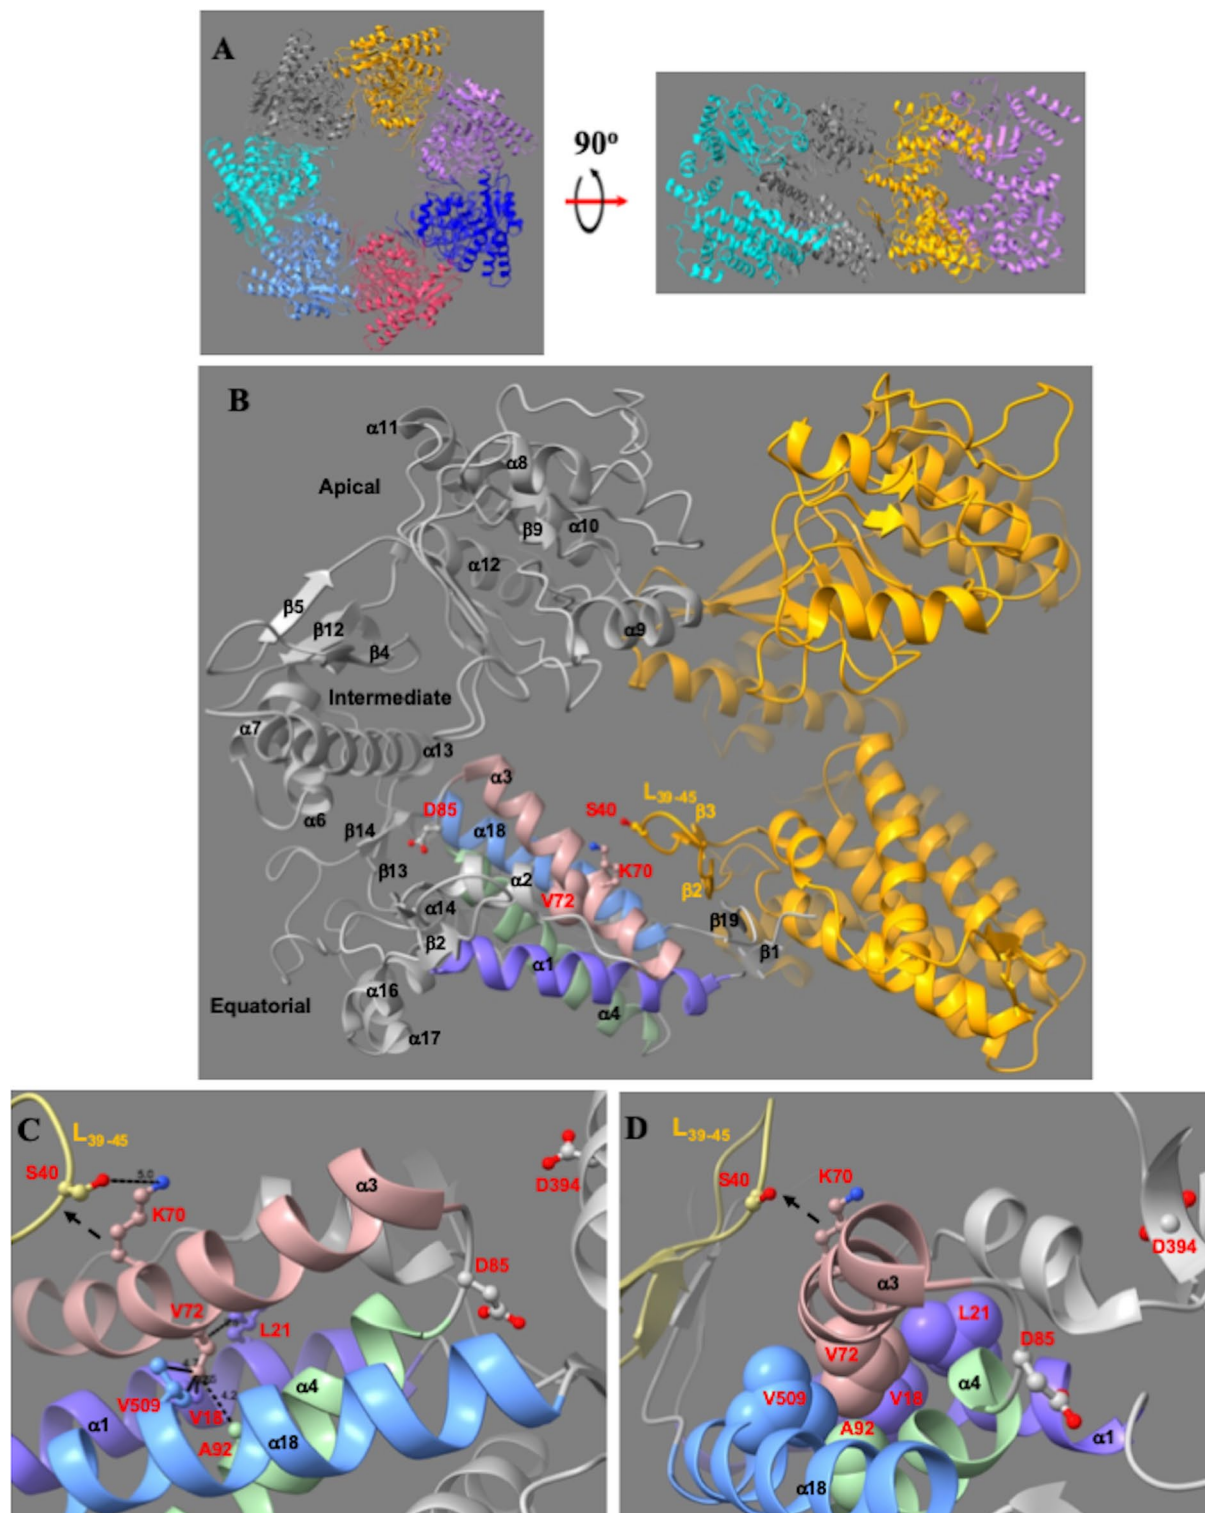 A
90°
B
α11
α8
Apical
β9
α10
α12
β5
α9
β12
β4
Intermediate
α7
α13
α3
L39-45
D85
S40
β3
α6
α18
β14
K70
α2
β2
β13
V72
α14
β19
β2
β1
α1
α16
Equatorial
α4
α17
C
L39-45
S40
5.0
K70
α3
D394
D85
V72
L21
4.2
V509
V18
α4
α1
α18
A92
D
L39-45
S40
K70
D394
α3
L21
D85
V72
α4
V509
V18
A92
α1
α18